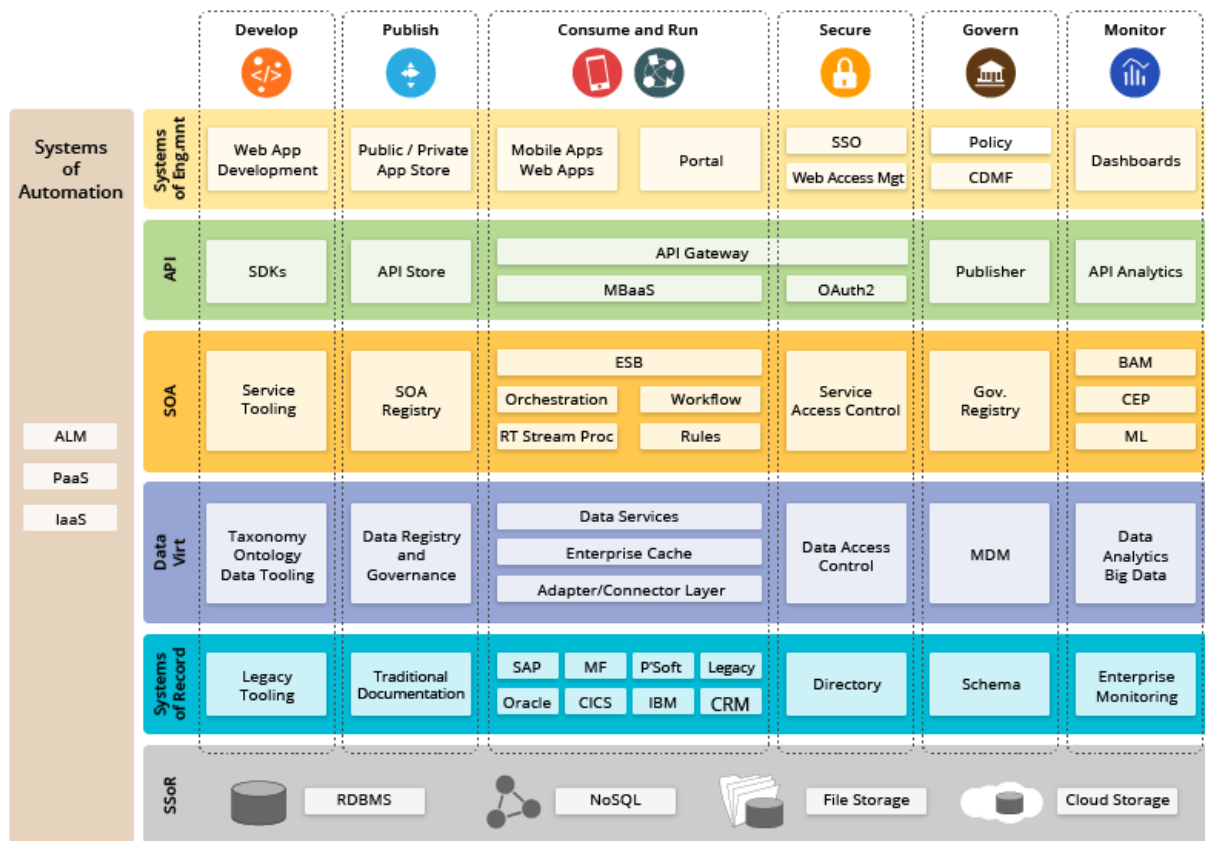 Develop
Publish
Consume and Run
Secure
Govern
Monitor
Systems
of
Automation
ALM
PaaS
IaaS
Systems
of Eng.mnt
Web App
Development
Public / Private
App Store
Mobile Apps
Web Apps
Portal
SSO
Web Access Mgt
Policy
CDMF
Dashboards
API
SDKs
API Store
API Gateway
MBaaS
OAuth2
Publisher
API Analytics
SOA
Service
Tooling
SOA
Registry
ESB
Orchestration
Workflow
RT Stream Proc
Rules
Service
Access Control
Gov.
Registry
BAM
CEP
ML
Data
Virt
Taxonomy
Ontology
Data Tooling
Data Registry
and
Governance
Data Services
Enterprise Cache
Adapter/Connector Layer
Data Access
Control
MDM
Data
Analytics
Big Data
Systems
of Record
Legacy
Tooling
Traditional
Documentation
SAP
MF
P'Soft
Legacy
Oracle
CICS
IBM
CRM
Directory
Schema
Enterprise
Monitoring
SSoR
RDBMS
NoSQL
File Storage
Cloud Storage